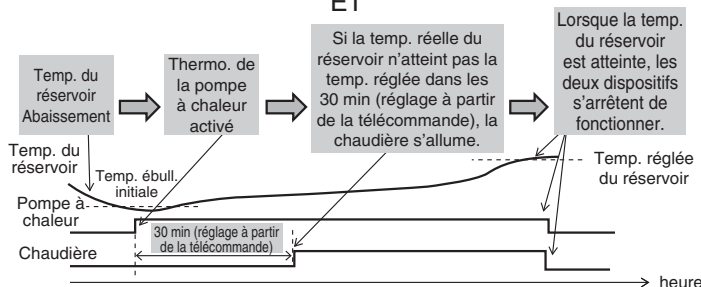 ET
Temp. du
réservoir
Abaissement
Thermo. de
la pompe
à chaleur
activé
Si la temp. réelle du
réservoir n'atteint pas la
temp. réglée dans les
30 min (réglage à partir
de la télécommande), la
chaudière s'allume.
Lorsque la temp.
du réservoir
est atteinte, les
deux dispositifs
s'arrêtent de
fonctionner.
Temp. du
réservoir
Temp. ébull.
initiale
Temp. réglée
du réservoir
Pompe à
chaleur
30 min (réglage à partir
de la télécommande)
Chaudière
heure